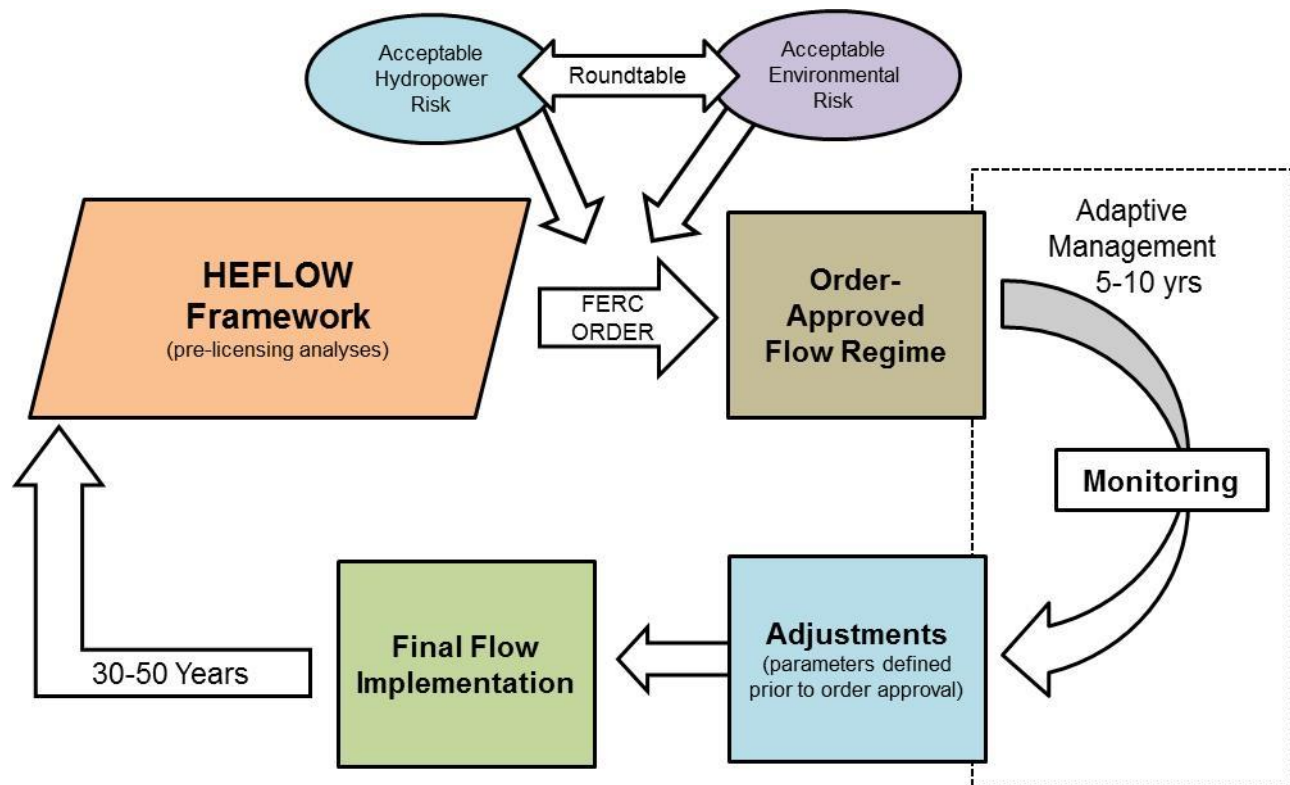 Acceptable
Hydropower
Risk
Roundtable
Acceptable
Environmental
Risk
HEFLOW
Framework
(pre-licensing analyses)
FERC
ORDER
Order-
Approved
Flow Regime
Adaptive
Management
5-10 yrs
Monitoring
Adjustments
(parameters defined
prior to order approval)
Final Flow
Implementation
30-50 Years